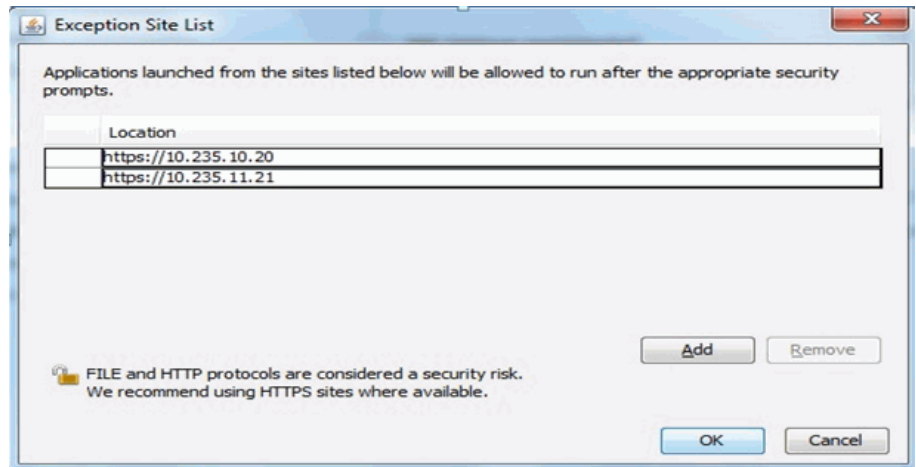 Exception Site List
Applications launched from the sites listed below will be allowed to run after the appropriate security
prompts.
Location
https://10.235.10.20
https://10.235.11.21
Add
Remove
FILE and HTTP protocols are considered a security risk.
We recommend using HTTPS sites where available.
OK
Cancel